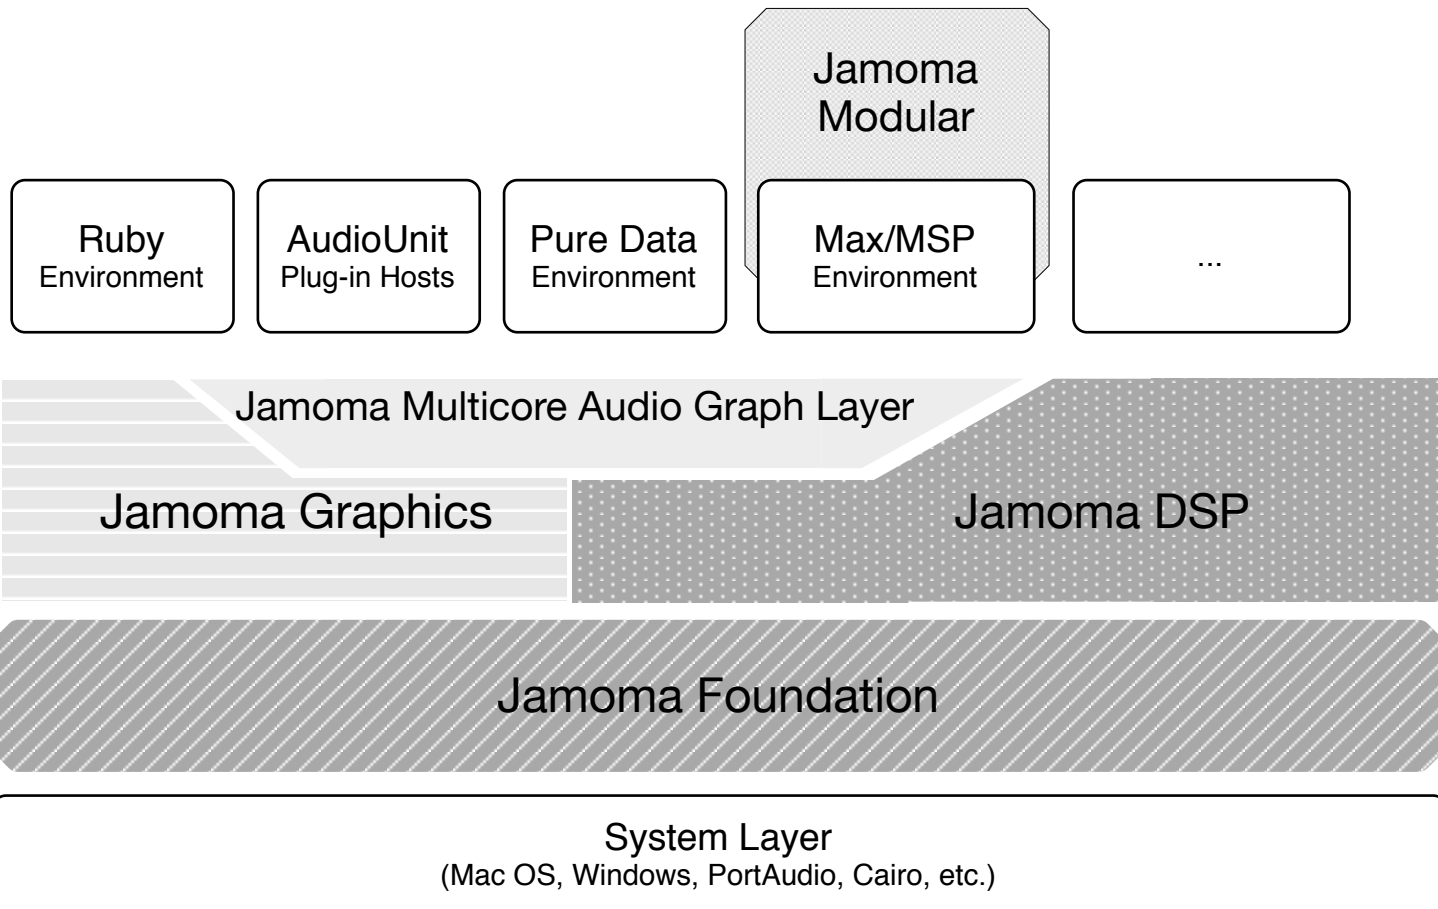 Jamoma
Modular
Ruby
Environment
AudioUnit
Plug-in Hosts
Pure Data
Environment
Max/MSP
Environment
...
Jamoma Multicore Audio Graph Layer
Jamoma Graphics
Jamoma DSP
Jamoma Foundation
System Layer
(Mac OS, Windows, PortAudio, Cairo, etc.)